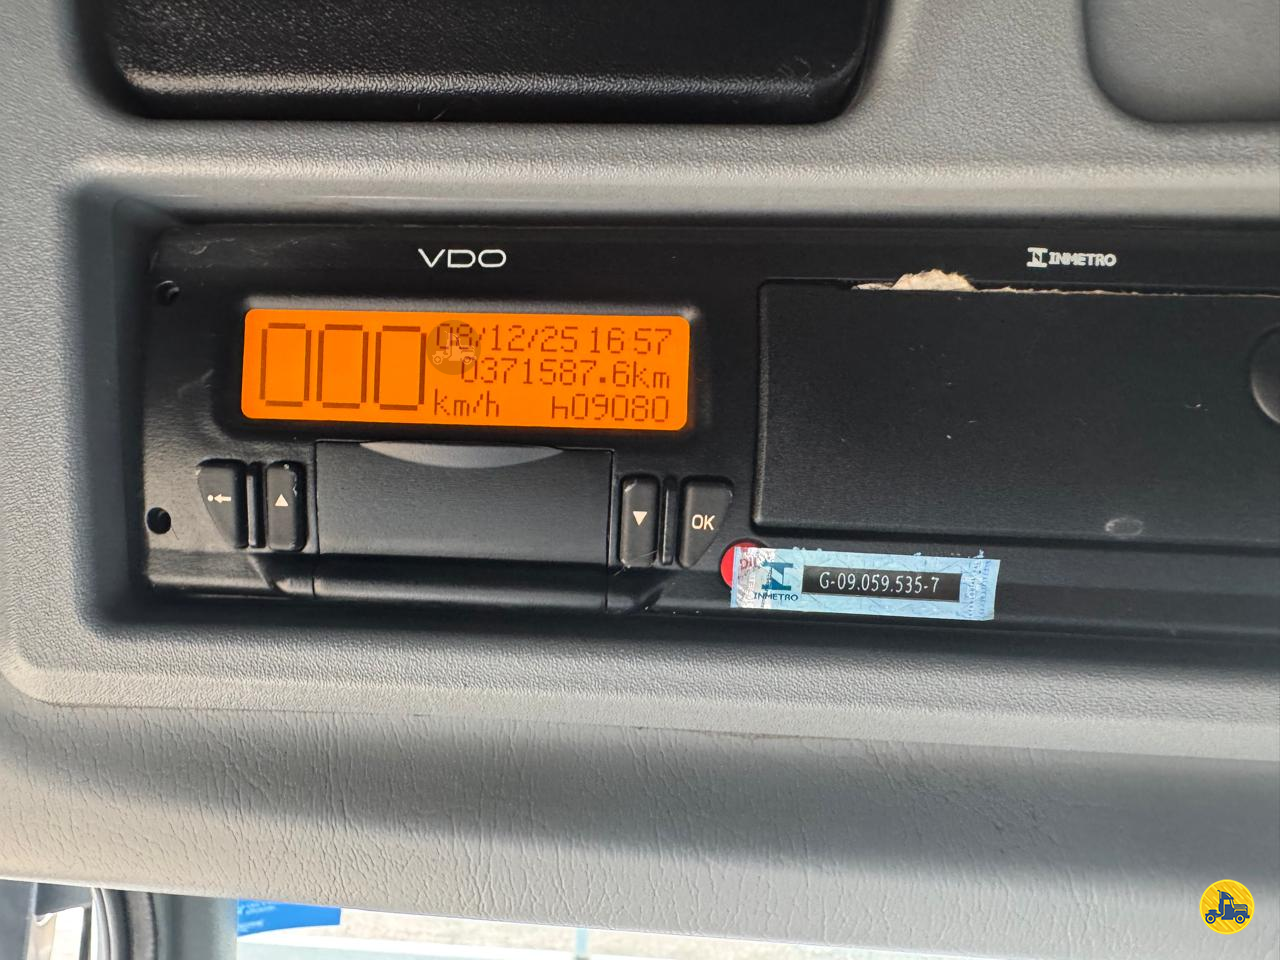 VDO
INMETRO
000
08/12/25 16 57
0371587.6km
km/h h09080
OK
INMETRO
G-09.059.535-7